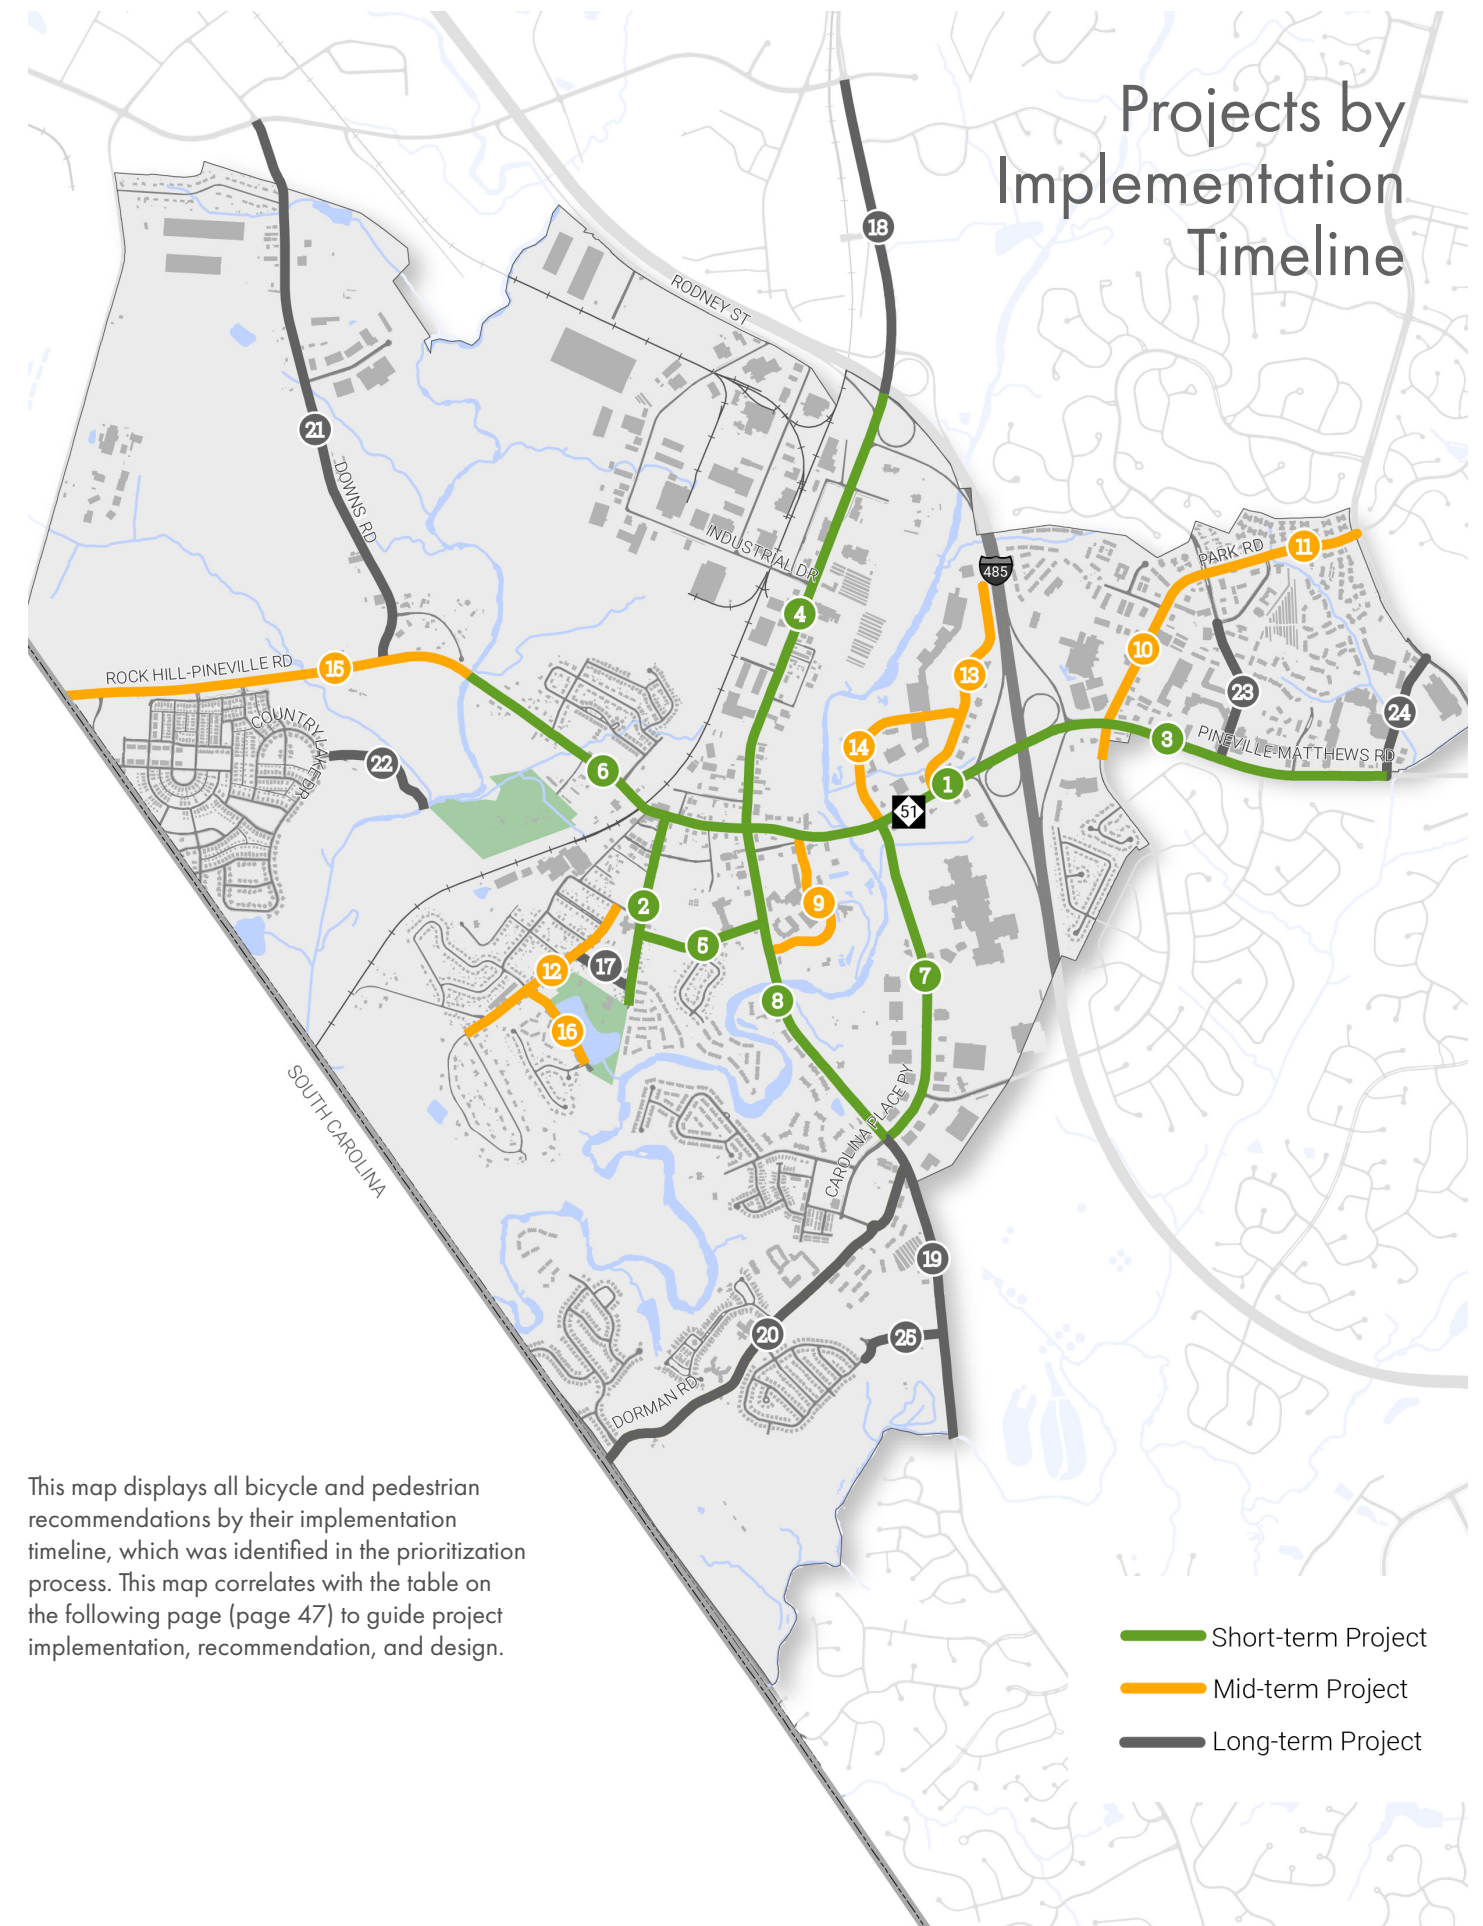 Projects by
Implementation
Timeline
18
RODNEY ST
21
DOWNS RD
INDUSTRIAL DR
485
PARK RD
11
4
10
ROCK HILL-PINEVILLE RD
15
13
23
24
COUNTRY LAKE DR
22
14
3
PINEVILLE-MATTHEWS RD
6
1
51
2
9
5
12
17
7
8
16
SOUTH CAROLINA
CAROLINA PLACE PY
19
20
25
DORMAN RD
This map displays all bicycle and pedestrian
recommendations by their implementation
timeline, which was identified in the prioritization
process. This map correlates with the table on
the following page (page 47) to guide project
implementation, recommendation, and design.
Short-term Project
Mid-term Project
Long-term Project